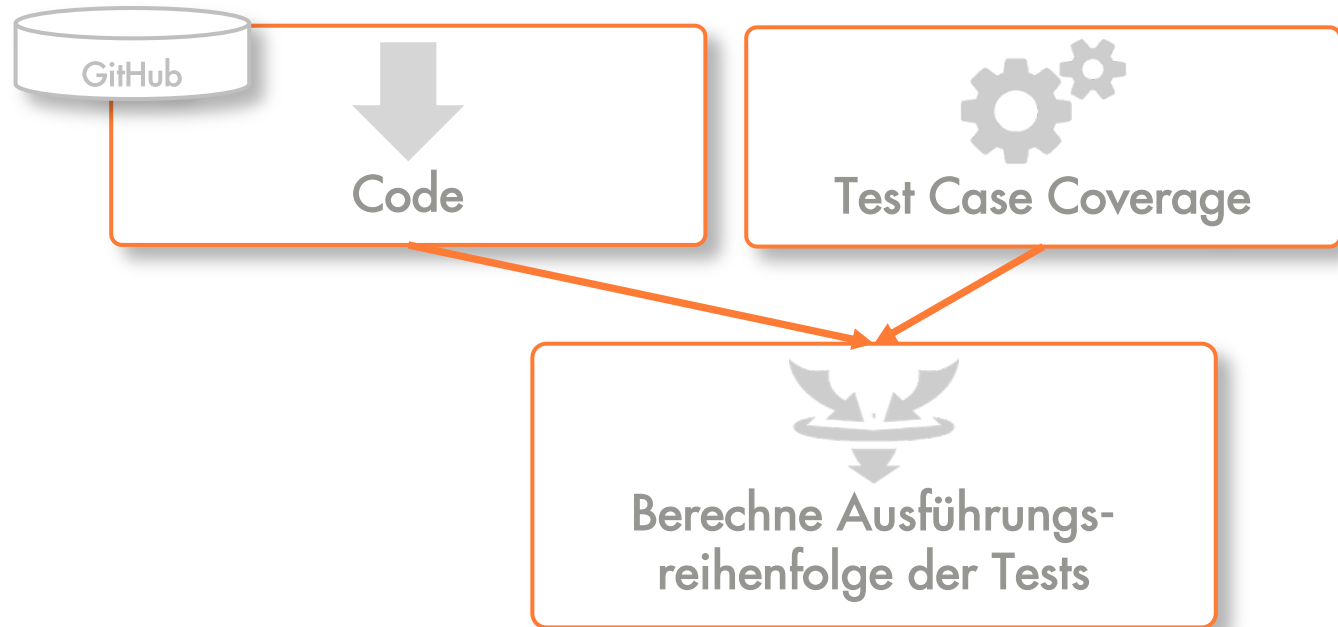 GitHub
Code
Test Case Coverage
Berechne Ausführungs-
reihenfolge der Tests